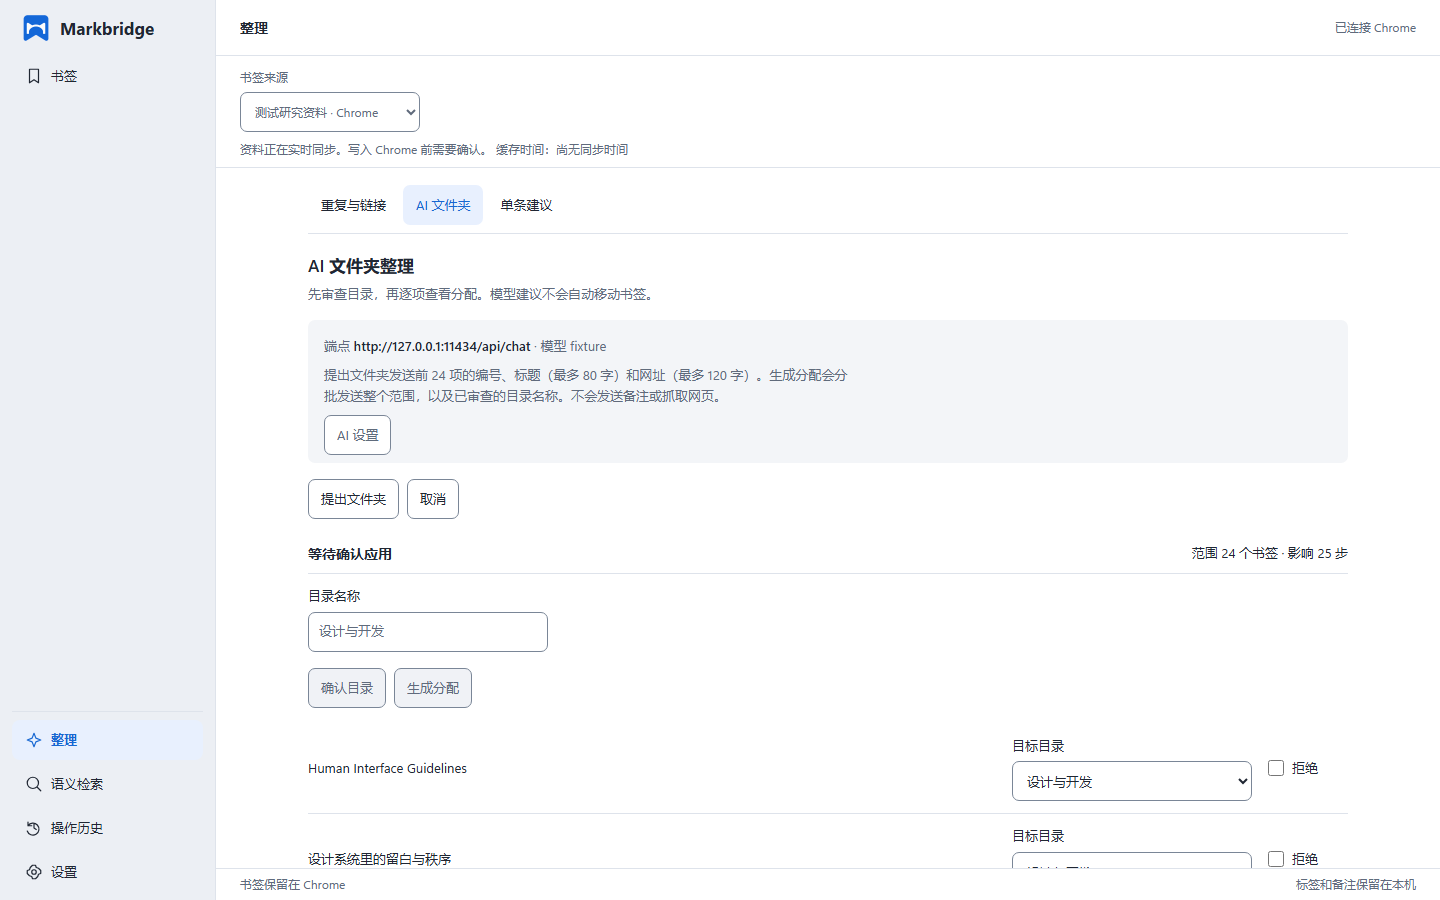 Markbridge
书签
整理
语义检索
操作历史
设置
整理
已连接 Chrome
书签来源
测试研究资料 · Chrome
资料正在实时同步。写入 Chrome 前需要确认。 缓存时间：尚无同步时间
重复与链接
AI 文件夹
单条建议
AI 文件夹整理
先审查目录，再逐项查看分配。模型建议不会自动移动书签。
端点 http://127.0.0.1:11434/api/chat · 模型 fixture
提出文件夹发送前 24 项的编号、标题（最多 80 字）和网址（最多 120 字）。生成分配会分
批发送整个范围，以及已审查的目录名称。不会发送备注或抓取网页。
AI 设置
提出文件夹
取消
等待确认应用
范围 24 个书签 · 影响 25 步
目录名称
设计与开发
确认目录
生成分配
Human Interface Guidelines
目标目录
设计与开发
拒绝
设计系统里的留白与秩序
目标目录
拒绝
书签保留在 Chrome
标签和备注保留在本机